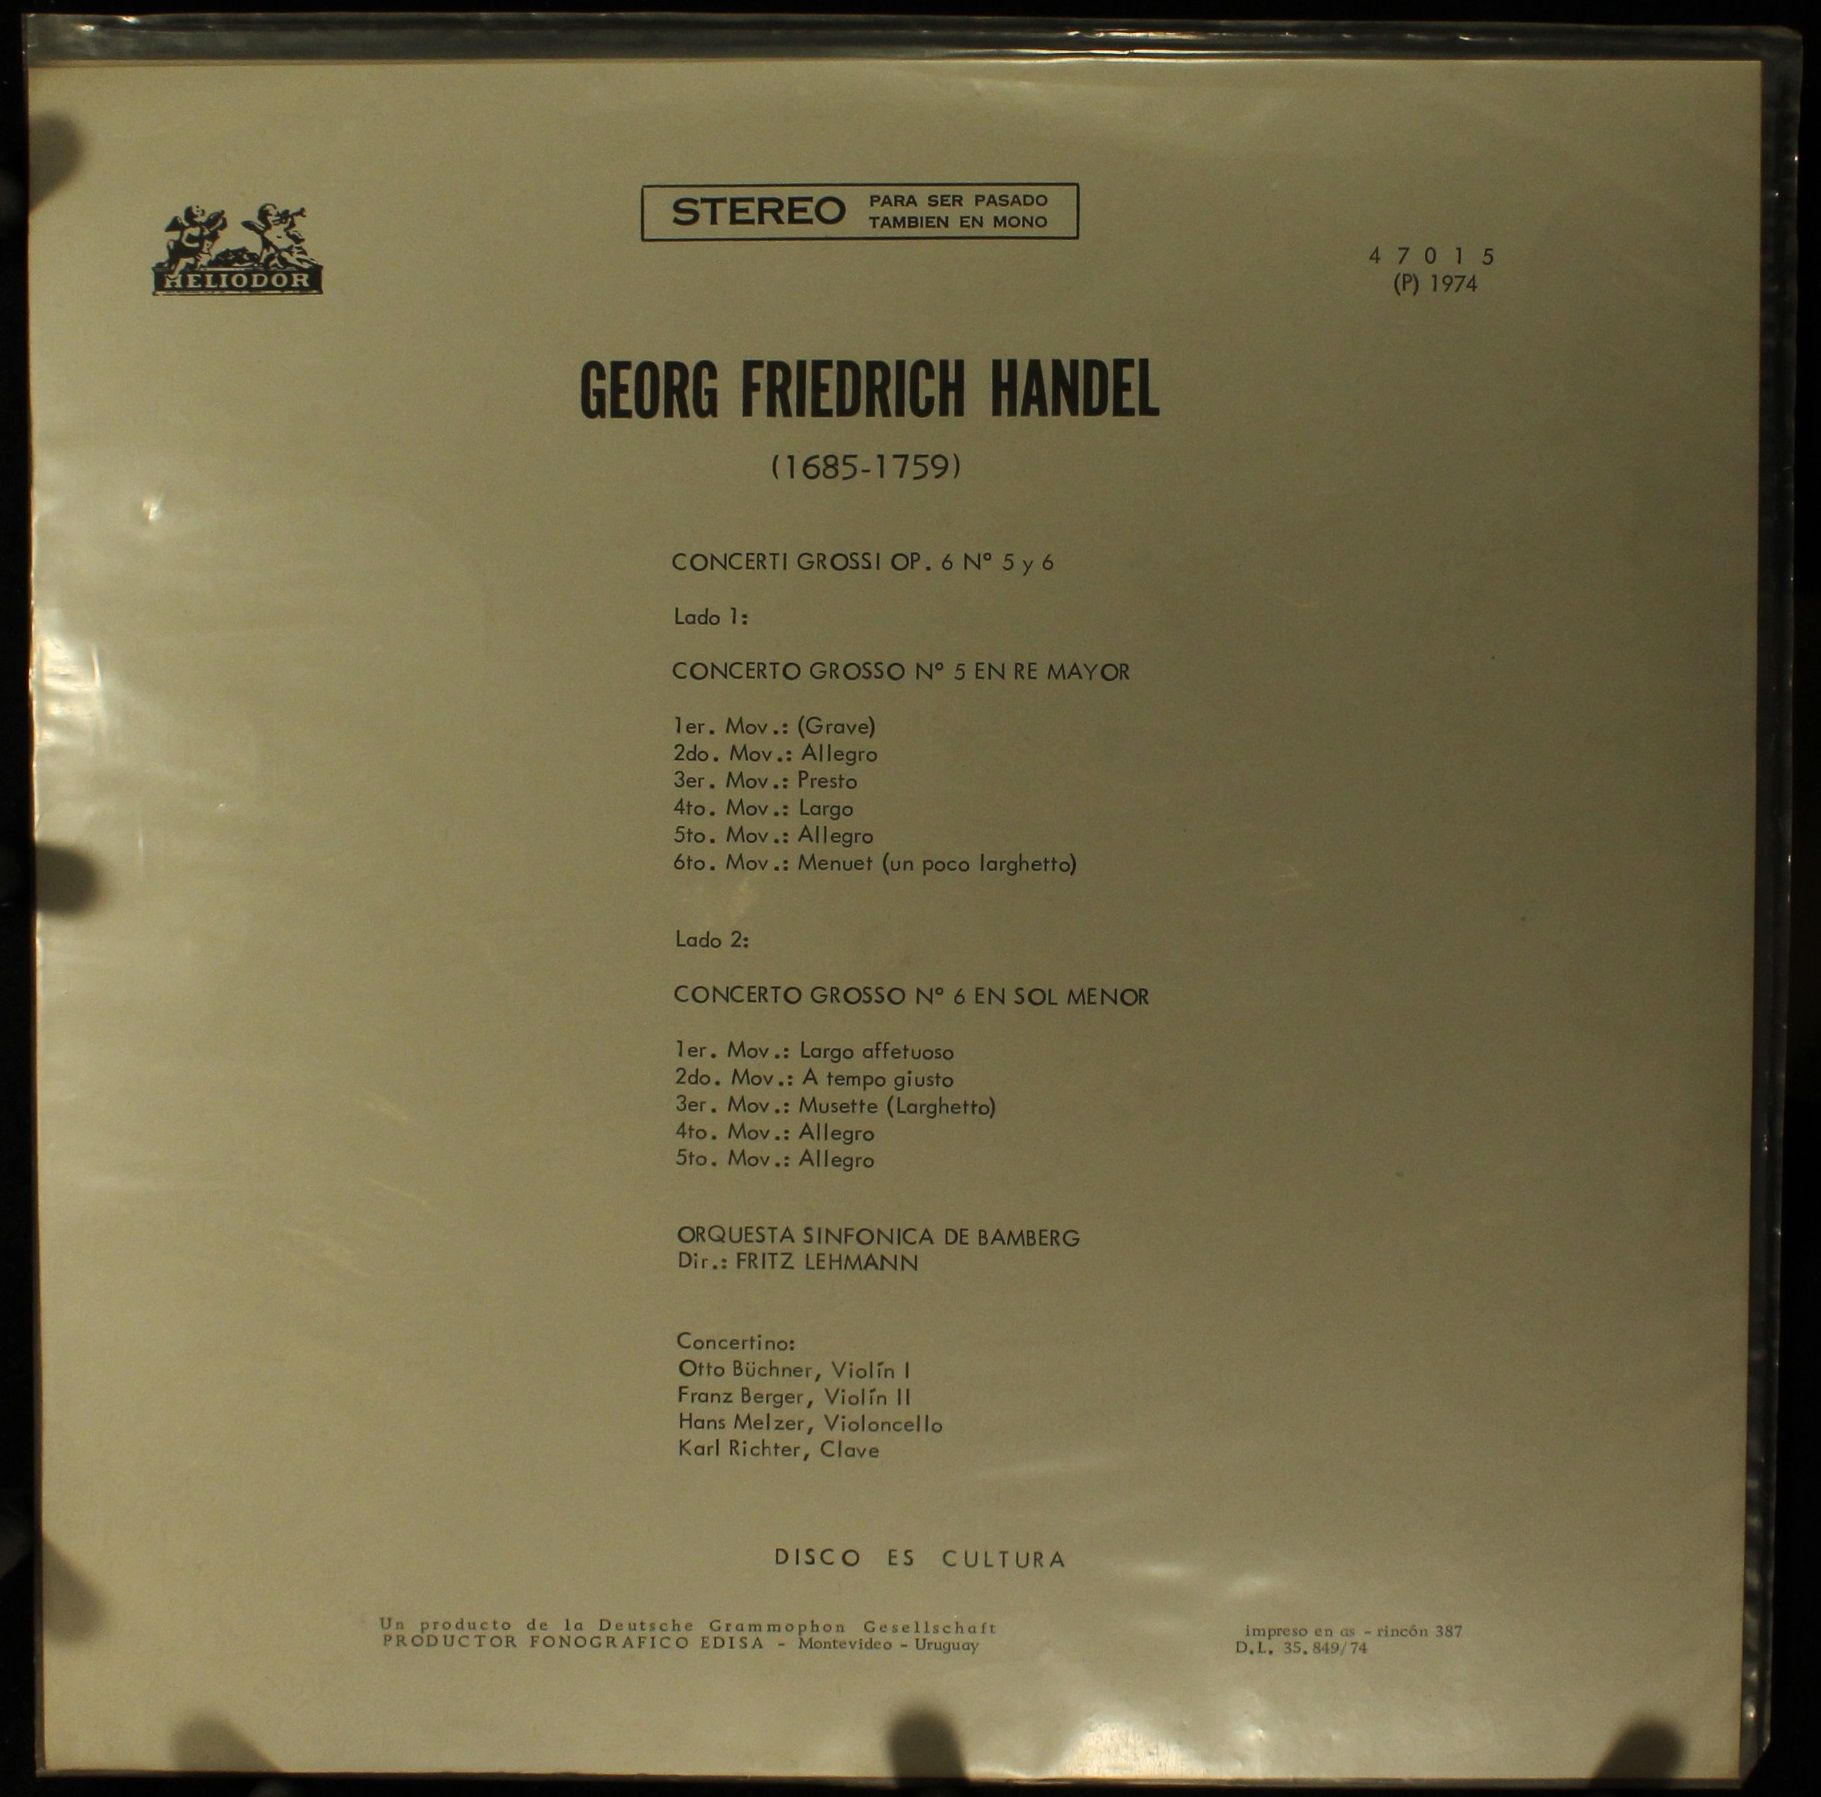 HELIODOR
STEREO
PARA SER PASADO
TAMBIEN EN MONO
4 7 0 1 5
(P) 1974
GEORG FRIEDRICH HANDEL
(1685-1759)
CONCERTI GROSSI OP. 6 Nº 5 y 6
Lado 1:
CONCERTO GROSSO Nº 5 EN RE MAYOR
1er. Mov.: (Grave)
2do. Mov.: Allegro
3er. Mov.: Presto
4to. Mov.: Largo
5to. Mov.: Allegro
6to. Mov.: Menuet (un poco larghetto)
Lado 2:
CONCERTO GROSSO Nº 6 EN SOL MENOR
1er. Mov.: Largo affetuoso
2do. Mov.: A tempo giusto
3er. Mov.: Musette (Larghetto)
4to. Mov.: Allegro
5to. Mov.: Allegro
ORQUESTA SINFONICA DE BAMBERG
Dir.: FRITZ LEHMANN
Concertino:
Otto Büchner, Violín I
Franz Berger, Violín II
Hans Melzer, Violoncello
Karl Richter, Clave
DISCO ES CULTURA
Un producto de la Deutsche Grammophon Gesellschaft
PRODUCTOR FONOGRAFICO EDISA - Montevideo - Uruguay
impreso en as - rincón 387
D.L. 35.849/74